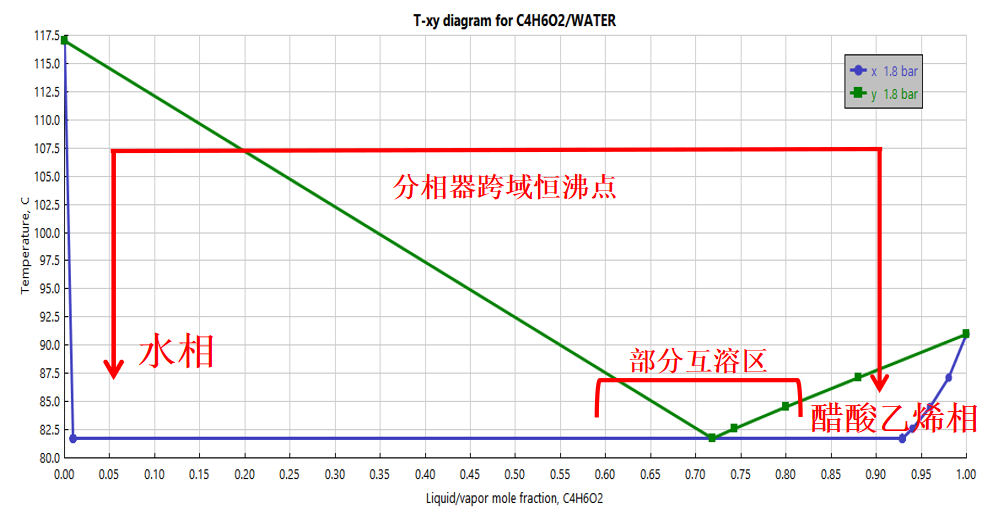 T-xy diagram for C4H6O2/WATER
117.5
115.0
112.5
110.0
107.5
105.0
102.5
100.0
97.5
95.0
92.5
90.0
87.5
85.0
82.5
80.0
Temperature, C
x 1.8 bar
y 1.8 bar
分相器跨域恒沸点
水相
部分互溶区
醋酸乙烯相
0.00 0.05 0.10 0.15 0.20 0.25 0.30 0.35 0.40 0.45 0.50 0.55 0.60 0.65 0.70 0.75 0.80 0.85 0.90 0.95 1.00
Liquid/vapor mole fraction, C4H6O2